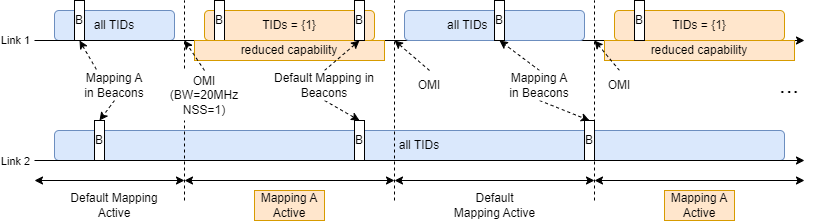 B
all TIDs
B
TIDs = {1}
B
all TIDs
B
B
TIDs = {1}
Link 1
reduced capability
reduced capability
Mapping A
in Beacons
OMI
(BW=20MHz
NSS=1)
Default Mapping in
Beacons
OMI
Mapping A
in Beacons
OMI
...
B
B
all TIDs
B
Link 2
Default Mapping
Active
Mapping A
Active
Default
Mapping Active
Mapping A
Active